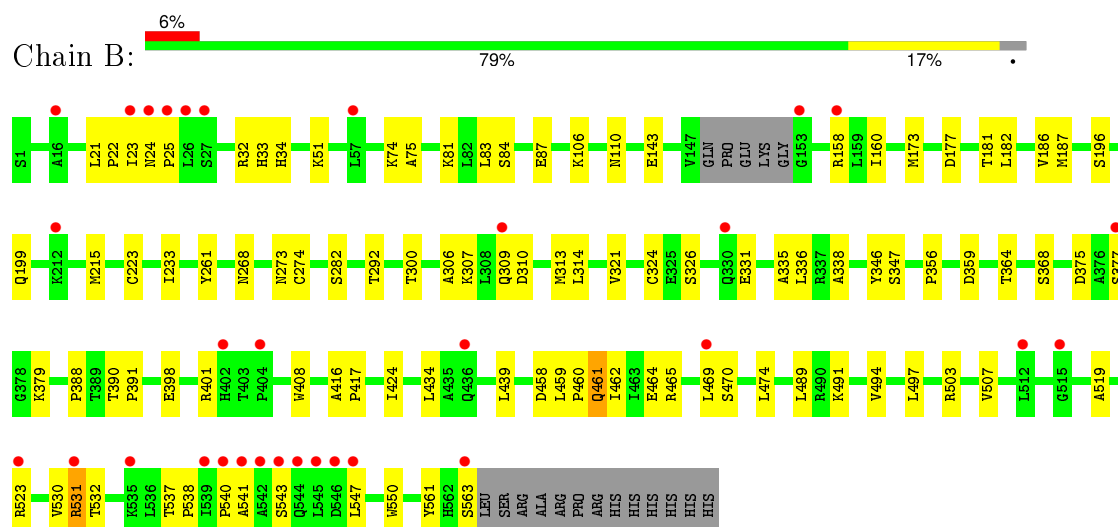 6%
Chain B:
79%
17%
•
S1 A16 L21 P22 I23 N24 P25 L26 S27 R32 H33 H34 K51 L57 K74 A75 K81 L82 L83 S84 E87 K106 N110 E143 V147 GLN PRO GLU LYS GLY G153 R158 L159 I160 M173 D177 T181 L182 V186 M187 S196
Q199 K212 M215 C223 I233 Y261 N268 N273 C274 S282 T292 T300 A306 K307 L308 Q309 D310 M313 L314 V321 C324 E325 S326 Q330 E331 A335 L336 R337 A338 Y346 S347 P356 D359 T364 S368 D375 A376 S377
G378 K379 P388 T389 T390 P391 E398 R401 H402 T403 P404 W408 A416 P417 I424 L434 A435 Q436 L439 D458 L459 P460 Q461 I462 I463 E464 R465 L469 S470 L474 L489 R490 K491 V494 L497 R503 V507 L512 G515 A519
R523 V530 R531 T532 K535 L536 T537 P538 I539 P540 A541 A542 S543 Q544 L545 D546 L547 W550 Y561 H562 S563 LEU SER ARG ALA ARG PRO ARG HIS HIS HIS HIS HIS HIS